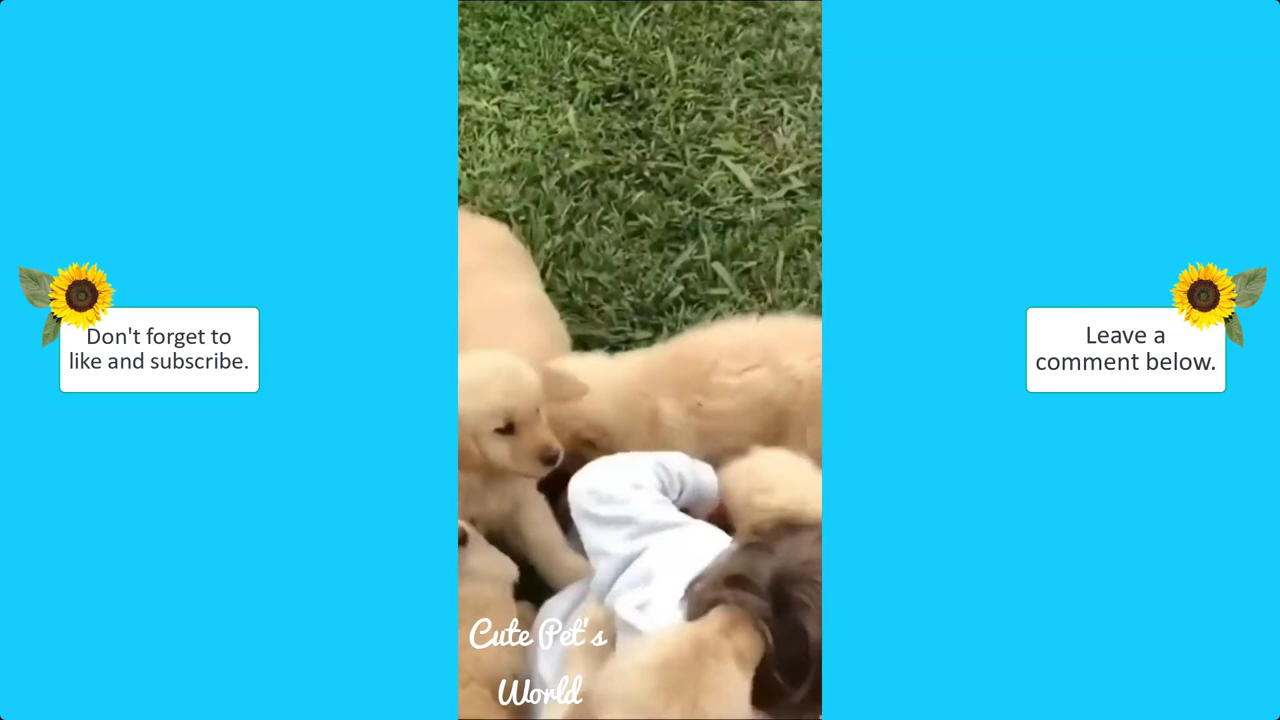 Don't forget to
like and subscribe.
Leave a
comment below.
Cute Pet's
World